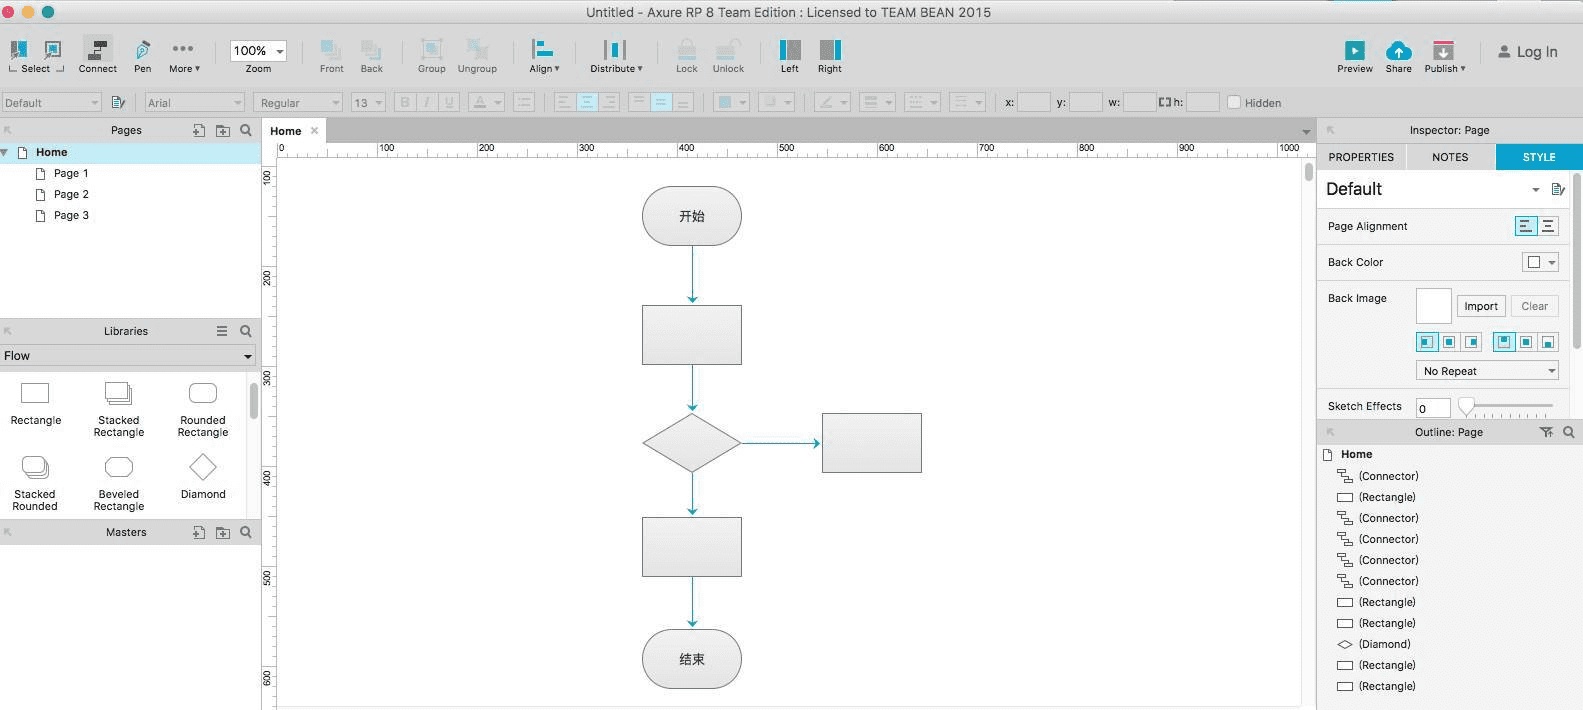 Untitled - Axure RP 8 Team Edition : Licensed to TEAM BEAN 2015
Select Connect Pen More 100% Zoom Front Back Group Ungroup Align Distribute Lock Unlock Left Right Preview Share Publish Log In
Default Arial Regular 13 B I U A x: y: w: h: Hidden
Pages
Home
Page 1
Page 2
Page 3
Libraries
Flow
Rectangle
Stacked Rectangle
Rounded Rectangle
Stacked Rounded
Beveled Rectangle
Diamond
Masters
Home
0 100 200 300 400 500 600 700 800 900 1000
100
200
300
400
500
600
开始
结束
Inspector: Page
PROPERTIES NOTES STYLE
Default
Page Alignment
Back Color
Back Image Import Clear
No Repeat
Sketch Effects 0
Outline: Page
Home
(Connector)
(Rectangle)
(Connector)
(Connector)
(Connector)
(Connector)
(Rectangle)
(Rectangle)
(Diamond)
(Rectangle)
(Rectangle)